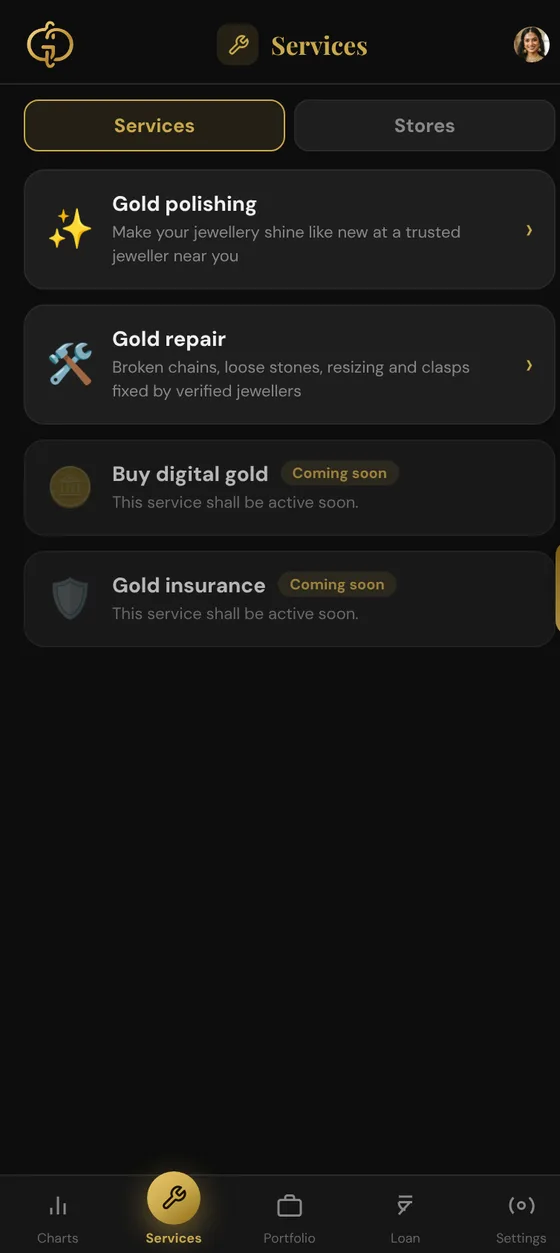 Services
Services
Stores
Gold polishing
Make your jewellery shine like new at a trusted
jeweller near you
Gold repair
Broken chains, loose stones, resizing and clasps
fixed by verified jewellers
Buy digital gold
Coming soon
This service shall be active soon.
Gold insurance
Coming soon
This service shall be active soon.
Charts
Services
Portfolio
Loan
Settings